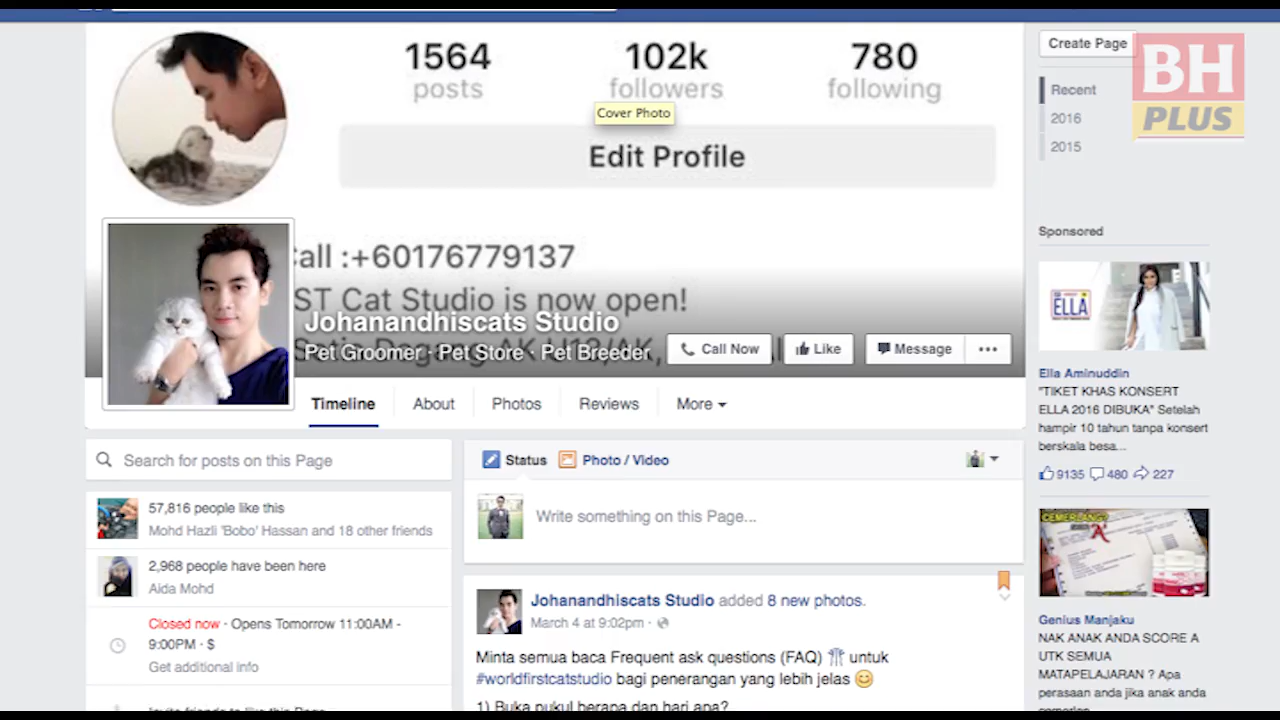 1564
posts
102k
followers
780
following
Cover Photo
Edit Profile
all :+60176779137
ST Cat Studio is now open!
Johanandhiscats Studio
Pet Groomer · Pet Store · Pet Breeder
Call Now
Like
Message
Timeline
About
Photos
Reviews
More
Search for posts on this Page
57,816 people like this
Mohd Hazli 'Bobo' Hassan and 18 other friends
2,968 people have been here
Aida Mohd
Closed now · Opens Tomorrow 11:00AM -
9:00PM · $
Get additional info
Invite friends to like this Page
Status
Photo / Video
Write something on this Page...
Johanandhiscats Studio added 8 new photos.
March 4 at 9:02pm ·
Minta semua baca Frequent ask questions (FAQ) untuk
#worldfirstcatstudio bagi penerangan yang lebih jelas
1) Buka pukul berapa dan hari apa?
Create Page
BH
PLUS
Recent
2016
2015
Sponsored
ELLA
Ella Aminuddin
"TIKET KHAS KONSERT
ELLA 2016 DIBUKA" Setelah
hampir 10 tahun tanpa konsert
berskala besa...
9135 480 227
CEMERLANG?
A
Genius Manjaku
NAK ANAK ANDA SCORE A
UTK SEMUA
MATAPELAJARAN ? Apa
perasaan anda jika anak anda